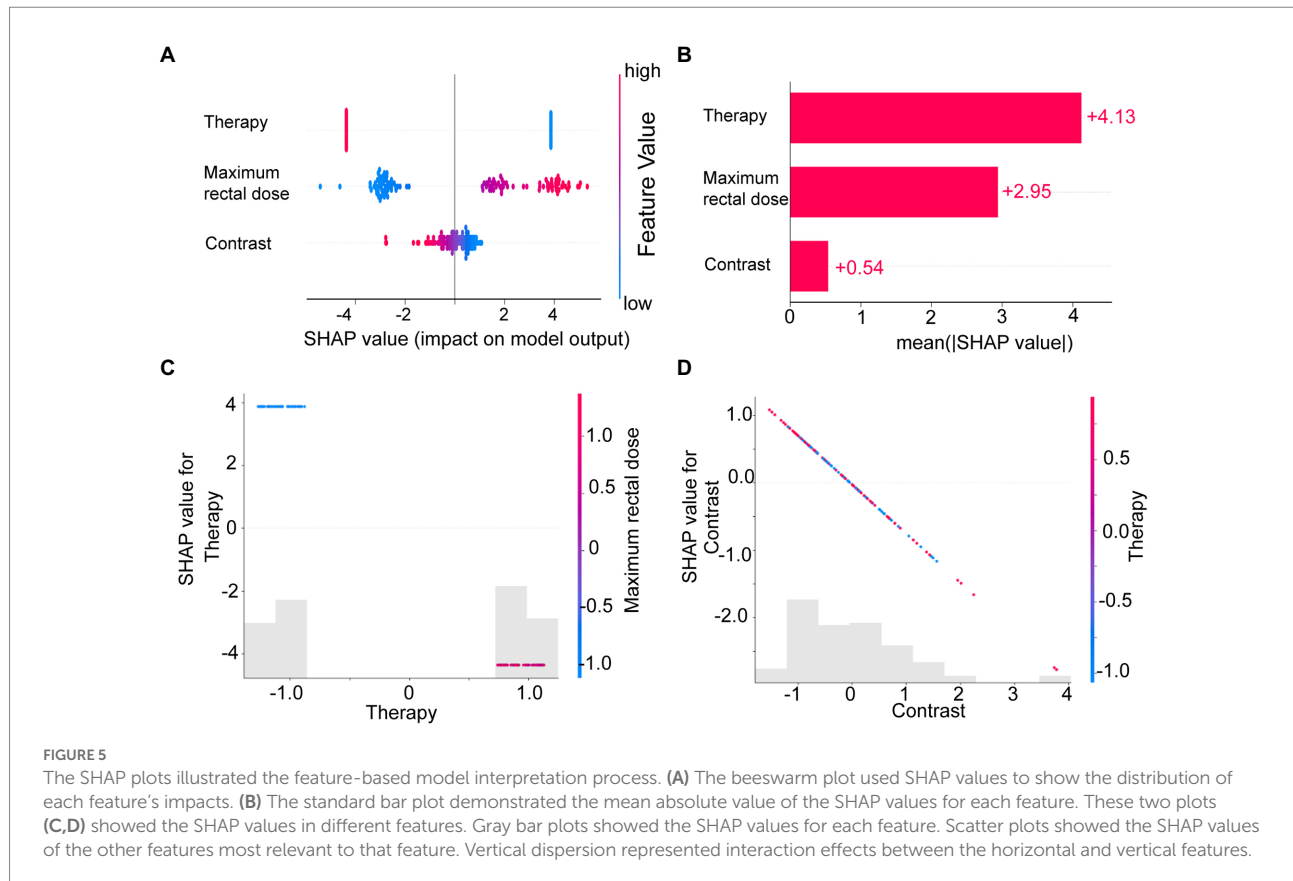 A
high
Therapy
Maximum
rectal dose
Contrast
Feature Value
low
-4
-2
2
4
SHAP value (impact on model output)
B
Therapy
+4.13
Maximum
rectal dose
+2.95
Contrast
+0.54
0
1
2
3
4
mean(|SHAP value|)
C
4
2
0
-2
-4
SHAP value for
Therapy
-1.0
0
1.0
Therapy
1.0
0.5
0
-0.5
-1.0
Maximum rectal dose
D
1.0
0.0
-1.0
-2.0
SHAP value for
Contrast
-1
0
1
2
3
4
Contrast
0.5
0
-0.5
-1.0
Therapy
FIGURE 5
The SHAP plots illustrated the feature-based model interpretation process. (A) The beeswarm plot used SHAP values to show the distribution of
each feature's impacts. (B) The standard bar plot demonstrated the mean absolute value of the SHAP values for each feature. These two plots
(C,D) showed the SHAP values in different features. Gray bar plots showed the SHAP values for each feature. Scatter plots showed the SHAP values
of the other features most relevant to that feature. Vertical dispersion represented interaction effects between the horizontal and vertical features.